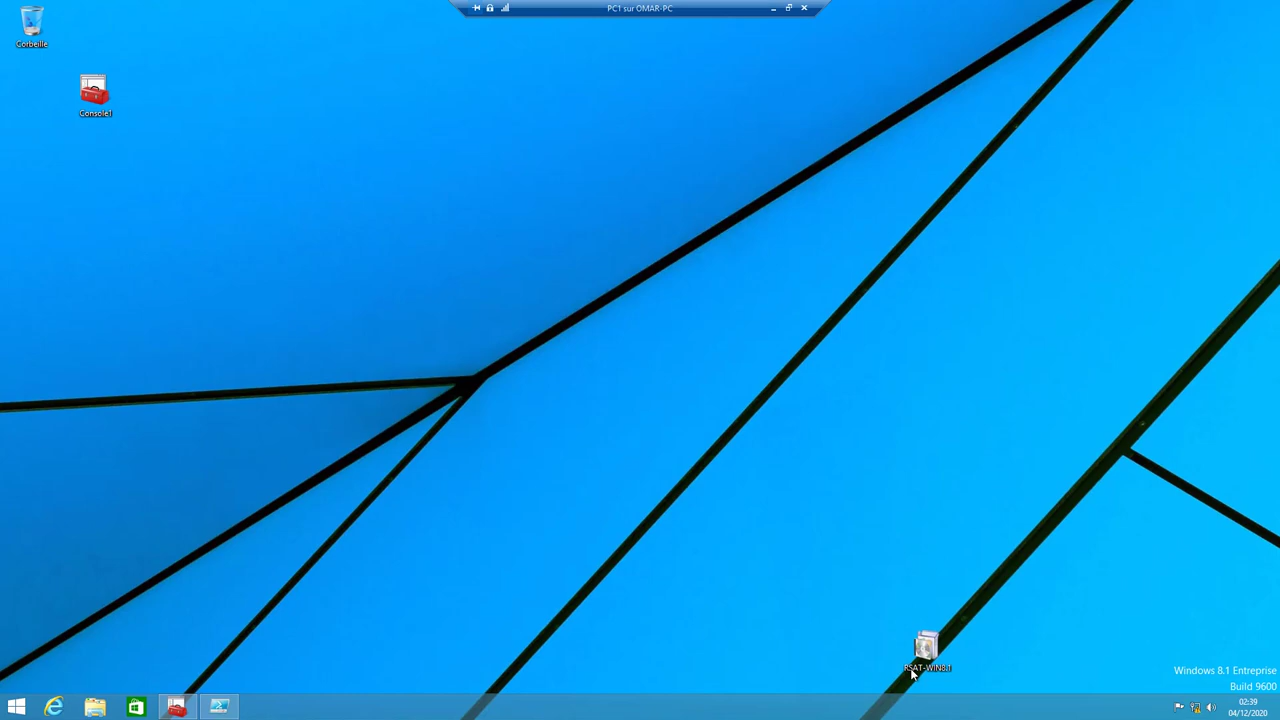 PC1 sur OMAR-PC
Corbeille
Console1
RSAT-WIN8.1
Windows 8.1 Entreprise
Build 9600
02:39
04/12/2020